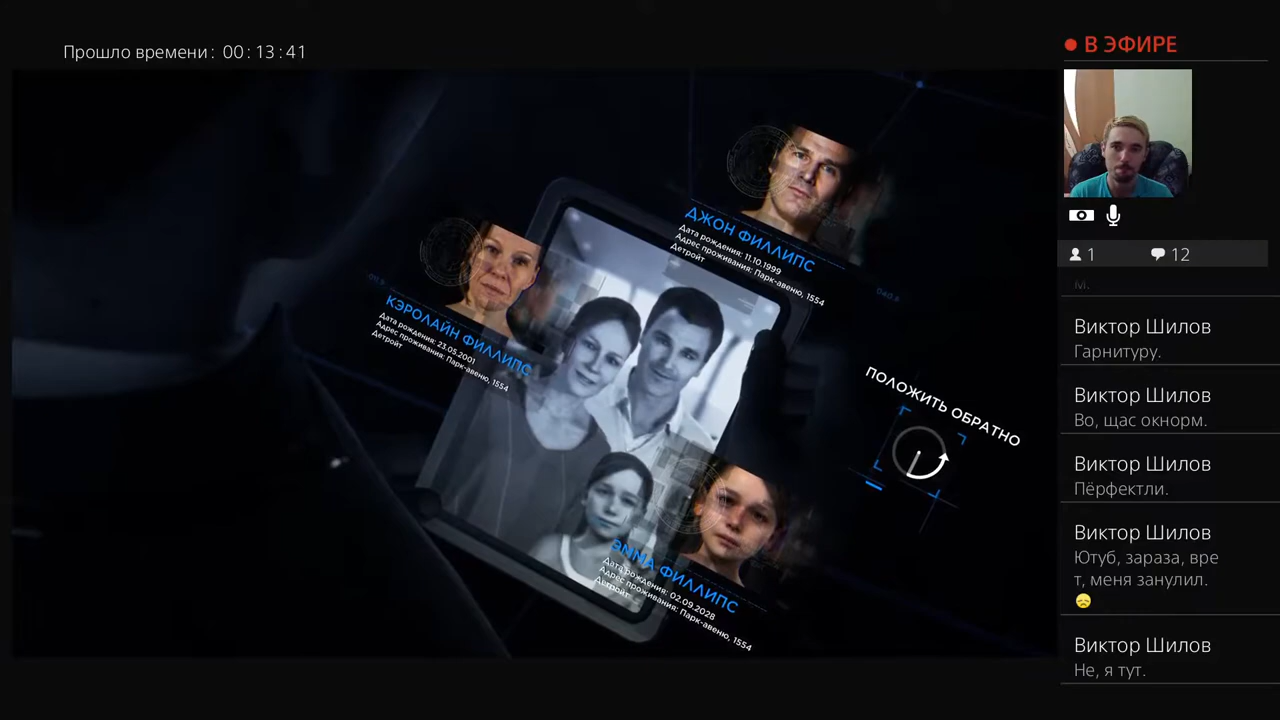 Прошло времени: 00:13:41
В ЭФИРЕ
ДЖОН ФИЛЛИПС
Дата рождения: 11.10.1999
Адрес проживания: Парк-авеню, 1554
Детройт
КЭРОЛАЙН ФИЛЛИПС
Дата рождения: 23.05.2001
Адрес проживания: Парк-авеню, 1554
Детройт
ПОЛОЖИТЬ ОБРАТНО
ЭММА ФИЛЛИПС
Дата рождения: 02.09.2028
Адрес проживания: Парк-авеню, 1554
Детройт
1
12
м.
Виктор Шилов
Гарнитуру.
Виктор Шилов
Во, щас окнорм.
Виктор Шилов
Пёрфектли.
Виктор Шилов
Ютуб, зараза, вре
т, меня занулил.
😞
Виктор Шилов
Не, я тут.